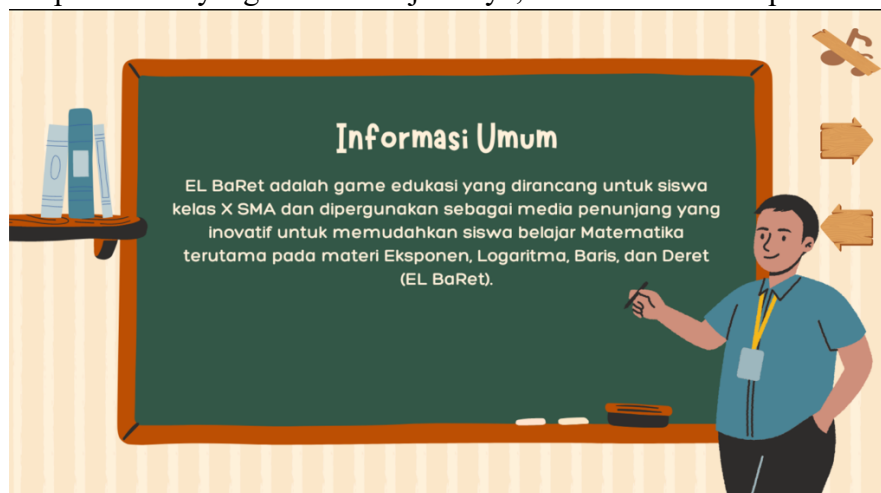 Informasi Umum
EL BaRet adalah game edukasi yang dirancang untuk siswa
kelas X SMA dan dipergunakan sebagai media penunjang yang
inovatif untuk memudahkan siswa belajar Matematika
terutama pada materi Eksponen, Logaritma, Baris, dan Deret
(EL BaRet).